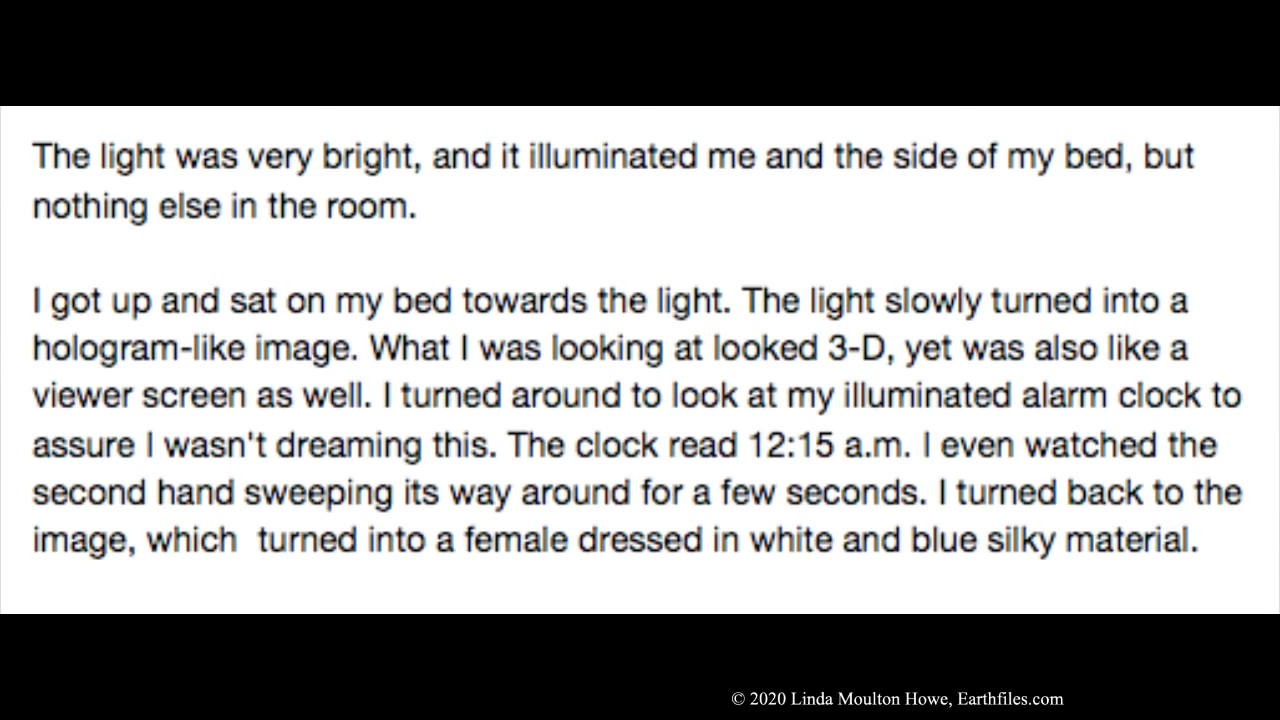 The light was very bright, and it illuminated me and the side of my bed, but
nothing else in the room.
I got up and sat on my bed towards the light. The light slowly turned into a
hologram-like image. What I was looking at looked 3-D, yet was also like a
viewer screen as well. I turned around to look at my illuminated alarm clock to
assure I wasn't dreaming this. The clock read 12:15 a.m. I even watched the
second hand sweeping its way around for a few seconds. I turned back to the
image, which  turned into a female dressed in white and blue silky material.
© 2020 Linda Moulton Howe, Earthfiles.com